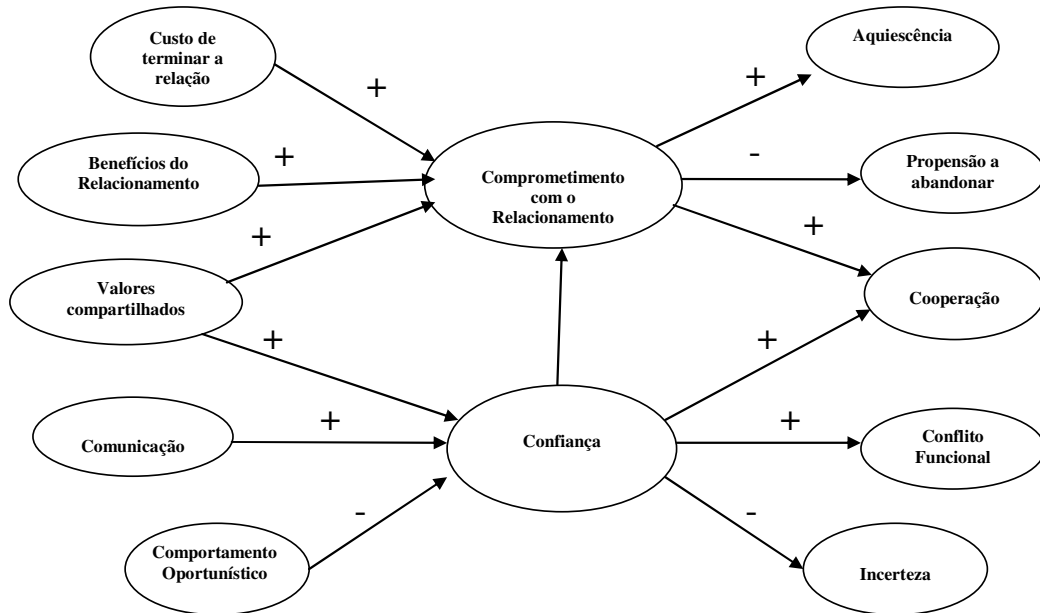 Custo de
terminar a
relação
+
Aquiescência
+
Benefícios do
Relacionamento
+
Comprometimento
com o
Relacionamento
-
Propensão a
abandonar
+
+
Valores
compartilhados
Cooperação
+
+
Comunicação
+
Confiança
+
Conflito
Funcional
-
-
Comportamento
Oportunístico
Incerteza